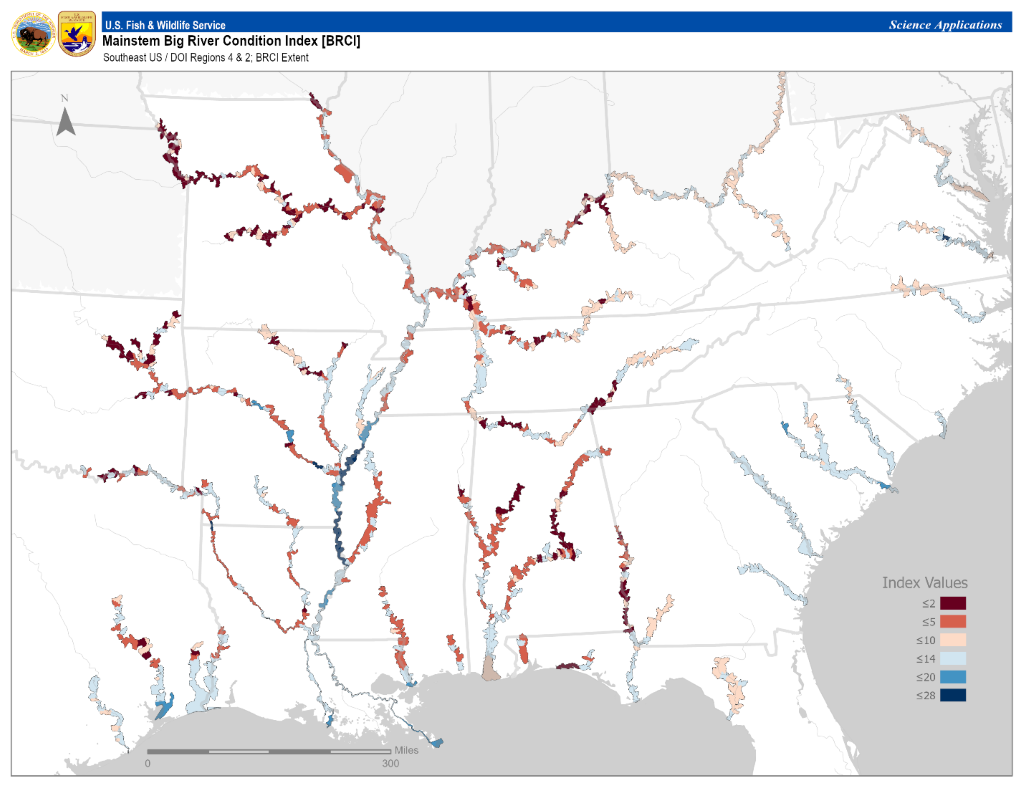 U.S. Fish & Wildlife Service
Science Applications
Mainstem Big River Condition Index [BRCI]
Southeast US / DOI Regions 4 & 2; BRCI Extent
N
Index Values
≤2
≤5
≤10
≤14
≤20
≤28
Miles
0 300